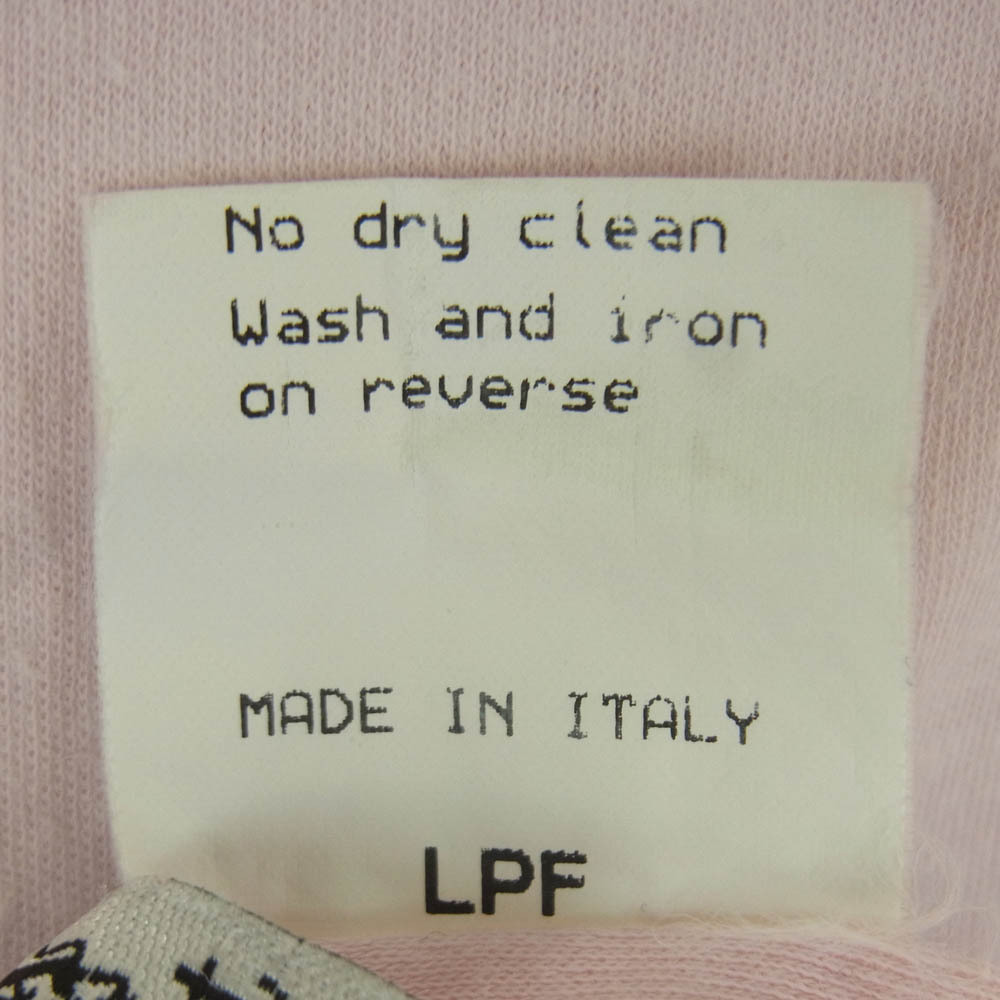 No dry clean
Wash and iron
on reverse
MADE IN ITALY
LPF